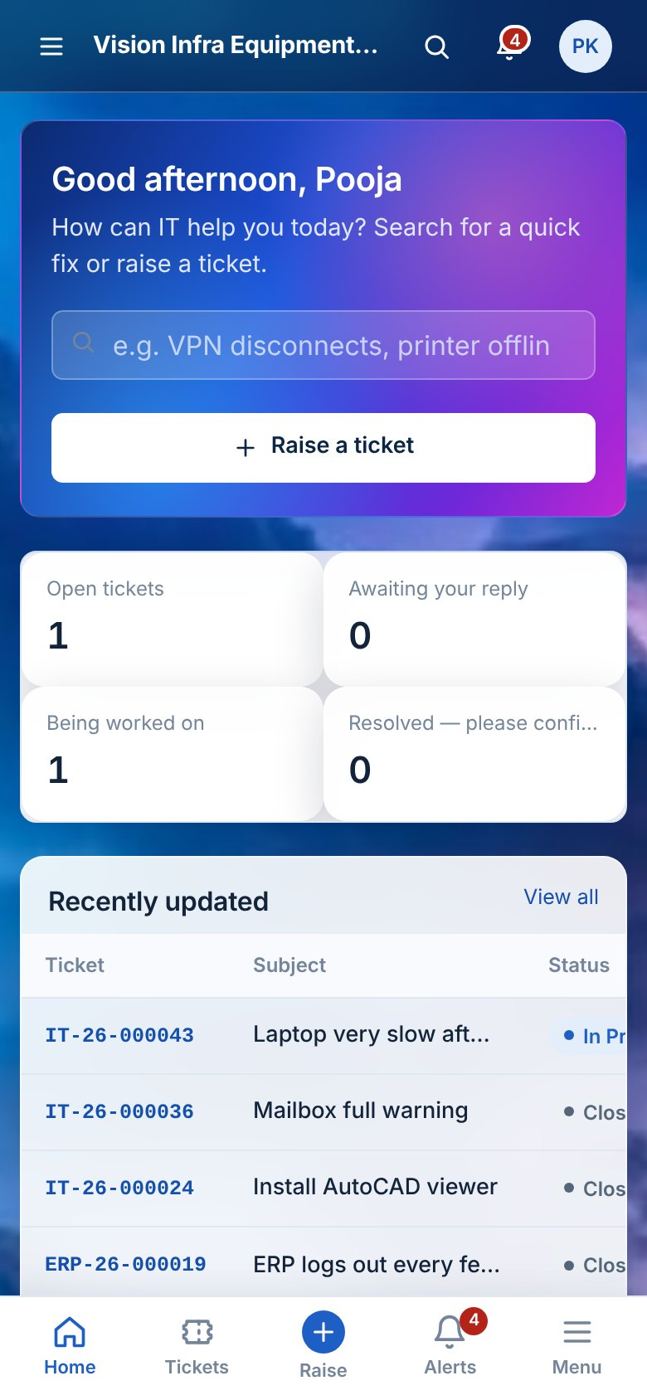 Vision Infra Equipment...
4
PK
Good afternoon, Pooja
How can IT help you today? Search for a quick
fix or raise a ticket.
e.g. VPN disconnects, printer offlin
+ Raise a ticket
Open tickets
1
Awaiting your reply
0
Being worked on
1
Resolved — please confi...
0
Recently updated
View all
Ticket Subject Status
IT-26-000043 Laptop very slow aft... In Pr
IT-26-000036 Mailbox full warning Clos
IT-26-000024 Install AutoCAD viewer Clos
ERP-26-000019 ERP logs out every fe... Clos
4
Home Tickets Raise Alerts Menu